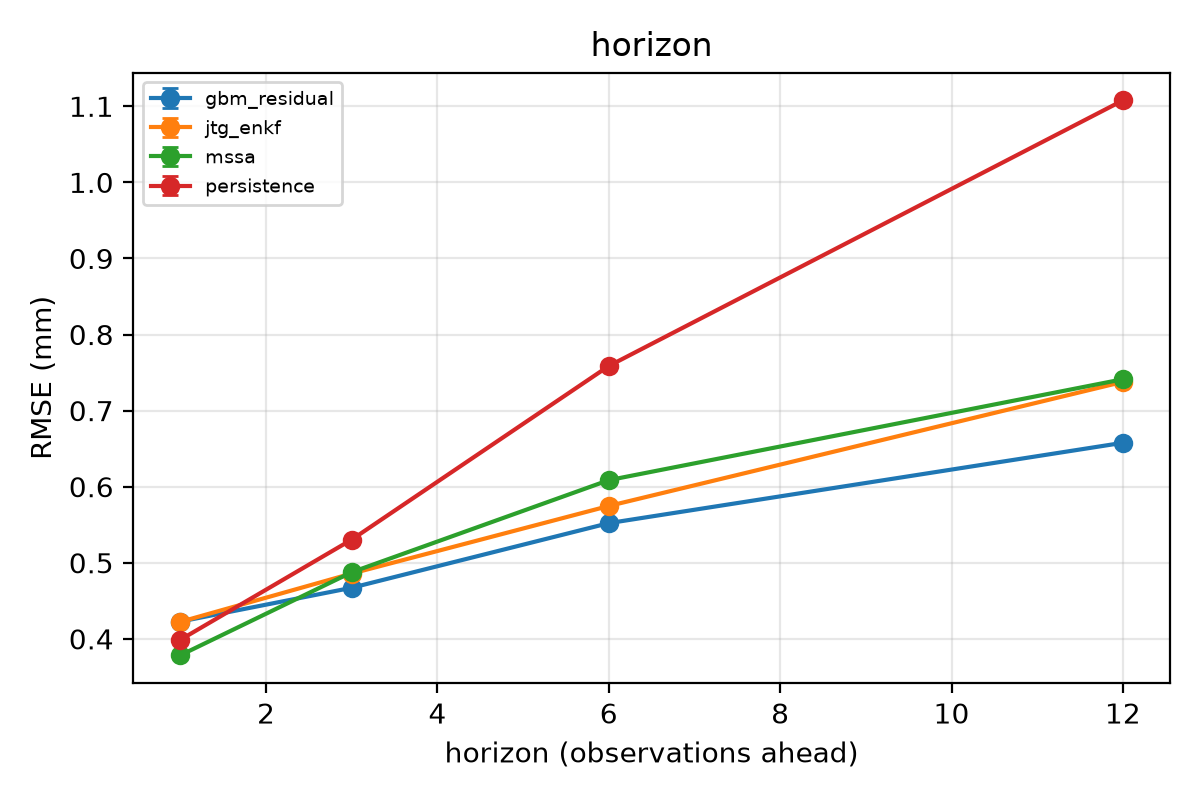 horizon
gbm_residual
jtg_enkf
mssa
persistence
RMSE (mm)
1.1
1.0
0.9
0.8
0.7
0.6
0.5
0.4
2 4 6 8 10 12
horizon (observations ahead)